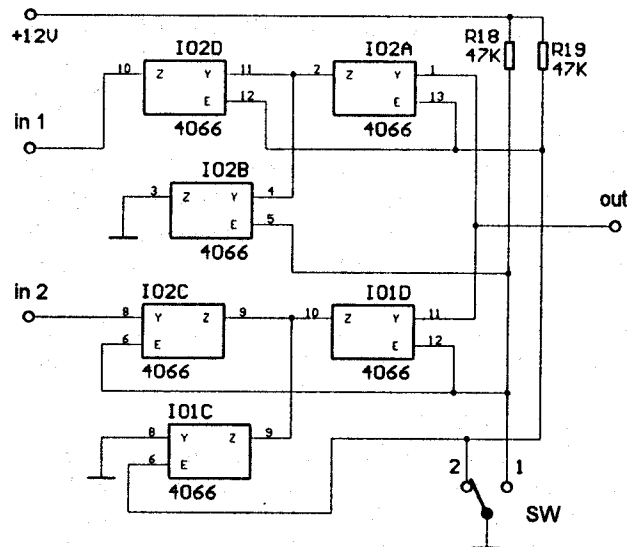 +12V
R18
47K
R19
47K
IO2D
10 Z Y 11
E 12
4066
IO2A
2 Z Y 1
E 13
4066
in 1
IO2B
3 Z Y 4
E 5
4066
out
in 2
IO2C
8 Y Z 9
6 E
4066
IO1D
10 Z Y 11
E 12
4066
IO1C
8 Y Z 9
6 E
4066
2 1
SW